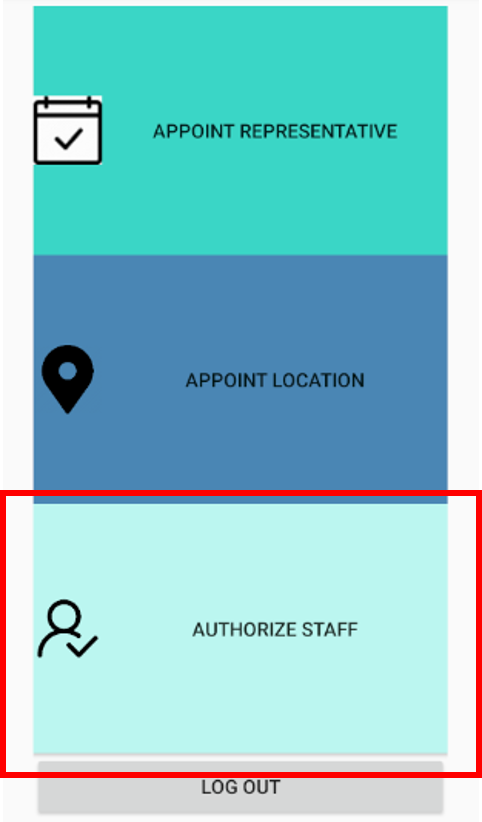 APPOINT REPRESENTATIVE
APPOINT LOCATION
AUTHORIZE STAFF
LOG OUT